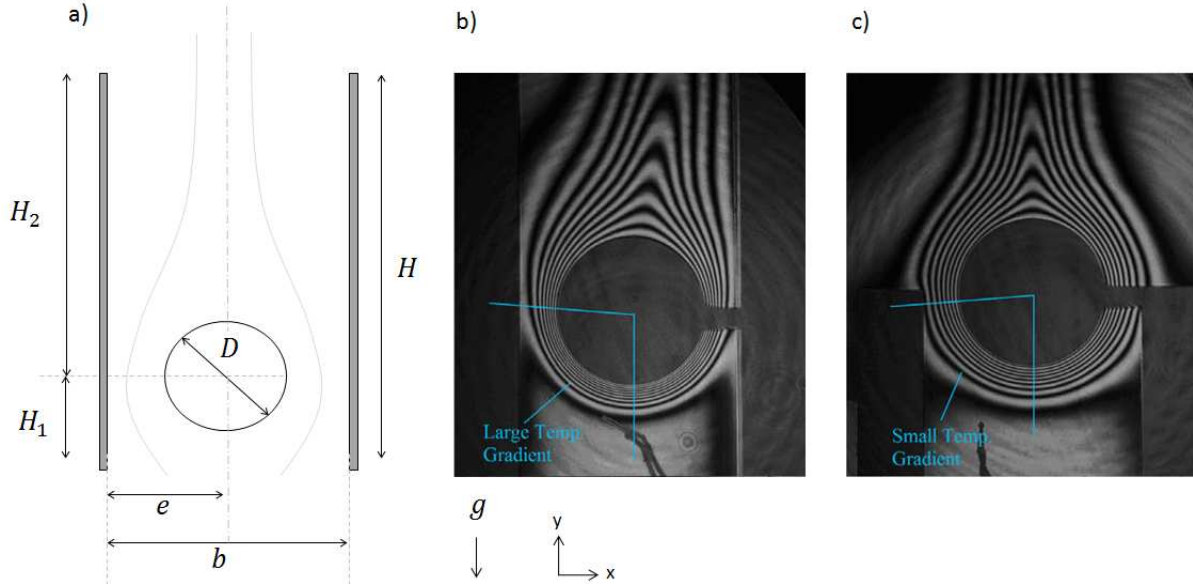 a)
b)
c)
H₂
H
D
H₁
e
b
Large Temp.
Gradient
Small Temp.
Gradient
g
y
x